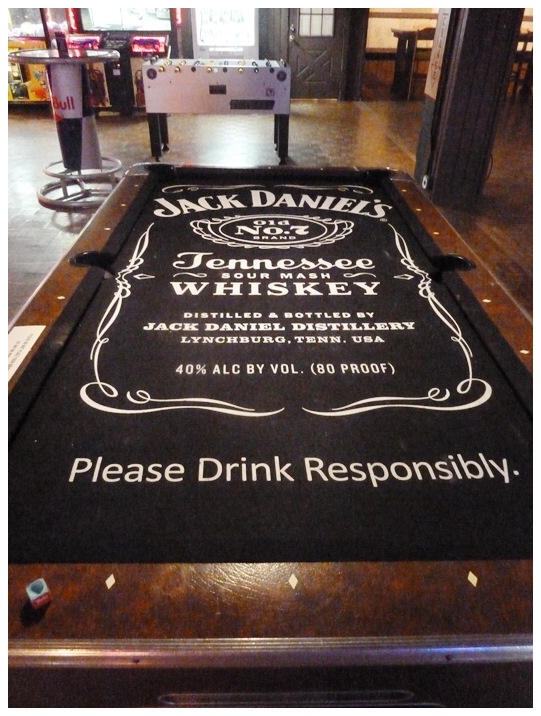 Bull
JACK DANIEL'S
®
Old
No.7
BRAND
Tennessee
SOUR MASH
WHISKEY
DISTILLED & BOTTLED BY
JACK DANIEL DISTILLERY
LYNCHBURG, TENN. USA
40% ALC BY VOL. (80 PROOF)
Please Drink Responsibly.